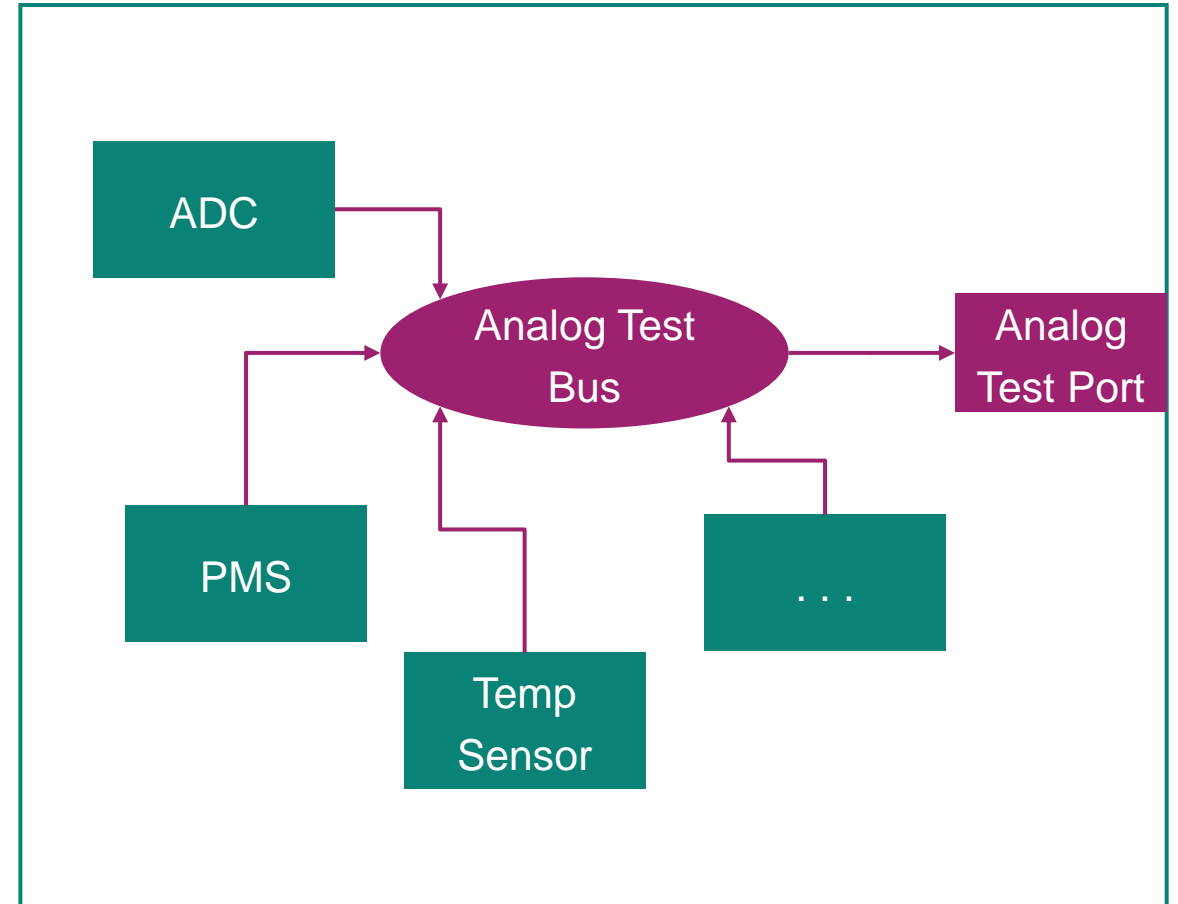 ADC
Analog Test
Bus
Analog
Test Port
PMS
. . .
Temp
Sensor